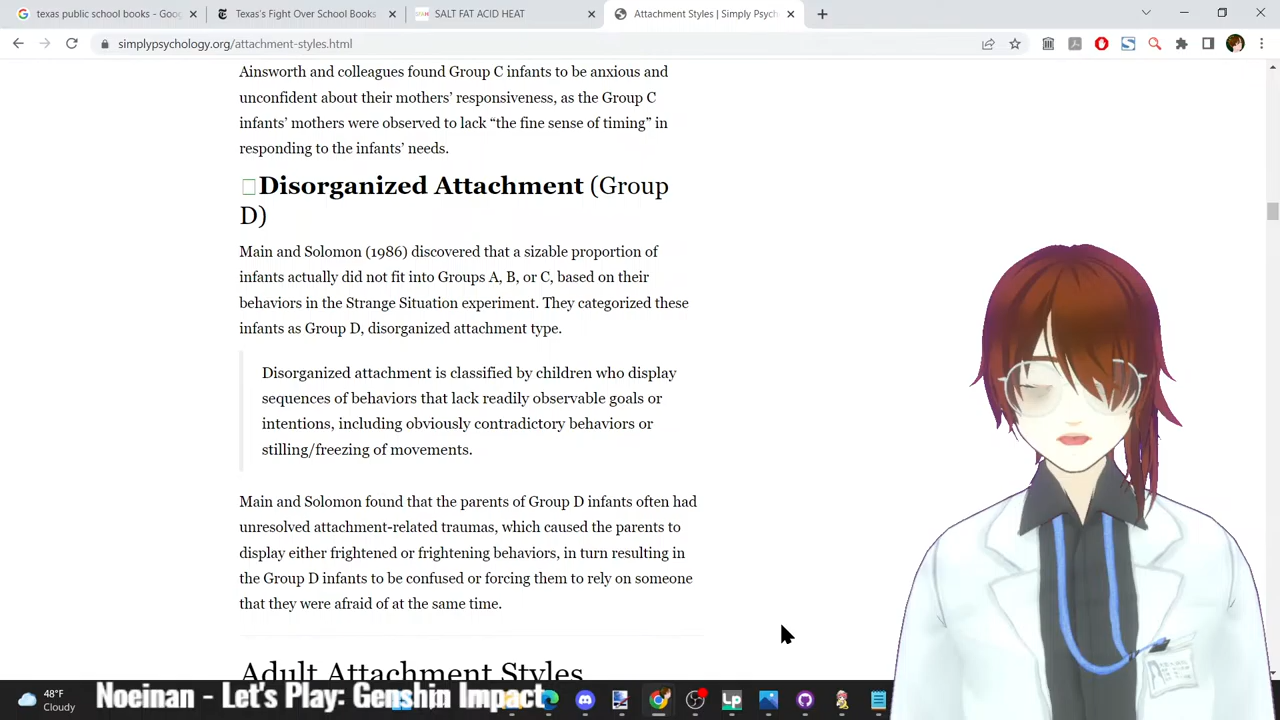 texas public school books - Goog
Texas's Fight Over School Books
SALT FAT ACID HEAT
Attachment Styles | Simply Psych
simplypsychology.org/attachment-styles.html
Ainsworth and colleagues found Group C infants to be anxious and
unconfident about their mothers’ responsiveness, as the Group C
infants’ mothers were observed to lack “the fine sense of timing” in
responding to the infants’ needs.
Disorganized Attachment (Group
D)
Main and Solomon (1986) discovered that a sizable proportion of
infants actually did not fit into Groups A, B, or C, based on their
behaviors in the Strange Situation experiment. They categorized these
infants as Group D, disorganized attachment type.
Disorganized attachment is classified by children who display
sequences of behaviors that lack readily observable goals or
intentions, including obviously contradictory behaviors or
stilling/freezing of movements.
Main and Solomon found that the parents of Group D infants often had
unresolved attachment-related traumas, which caused the parents to
display either frightened or frightening behaviors, in turn resulting in
the Group D infants to be confused or forcing them to rely on someone
that they were afraid of at the same time.
Adult Attachment Styles
48°F
Cloudy
Noeinan - Let's Play: Genshin Impact
LP